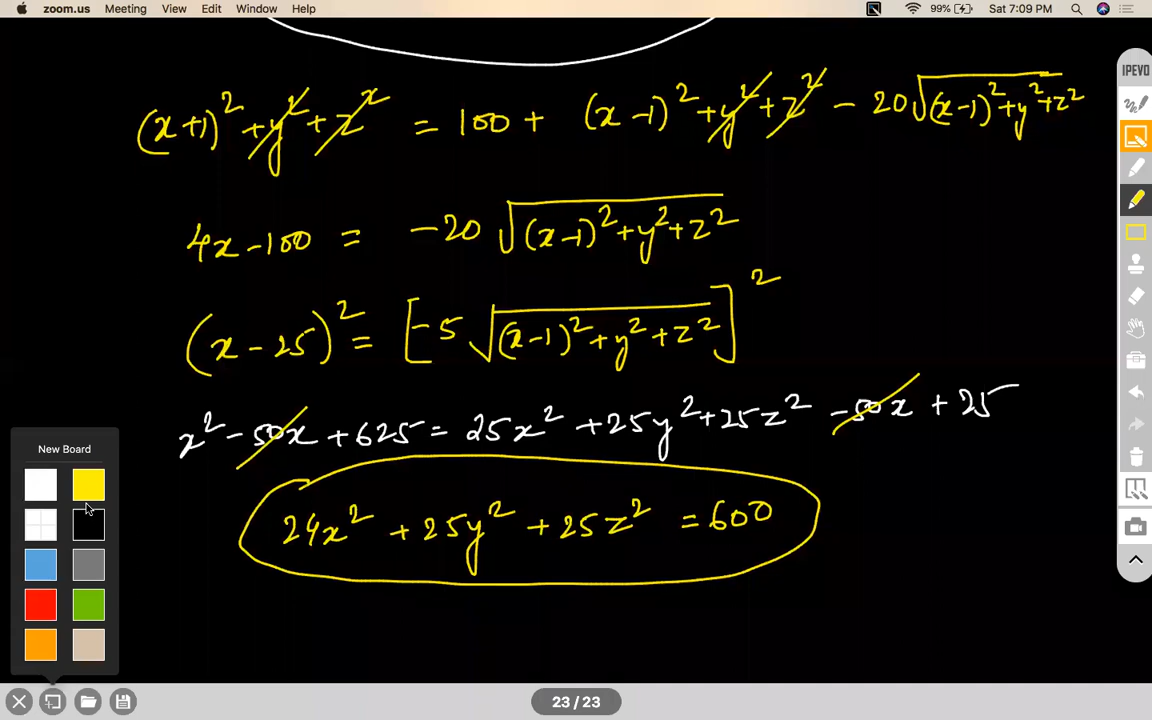 zoom.us Meeting View Edit Window Help 99% Sat 7:09 PM
IPEVO
(x+1)² + y² + z² = 100 + (x-1)² + y² + z² - 20√(x-1)²+y²+z²
4x-100 = -20 √(x-1)²+y²+z²
(x-25)² = [-5 √(x-1)²+y²+z²]²
x² - 50x + 625 = 25x² + 25y² + 25z² - 50x + 25
24x² + 25y² + 25z² = 600
New Board
23 / 23